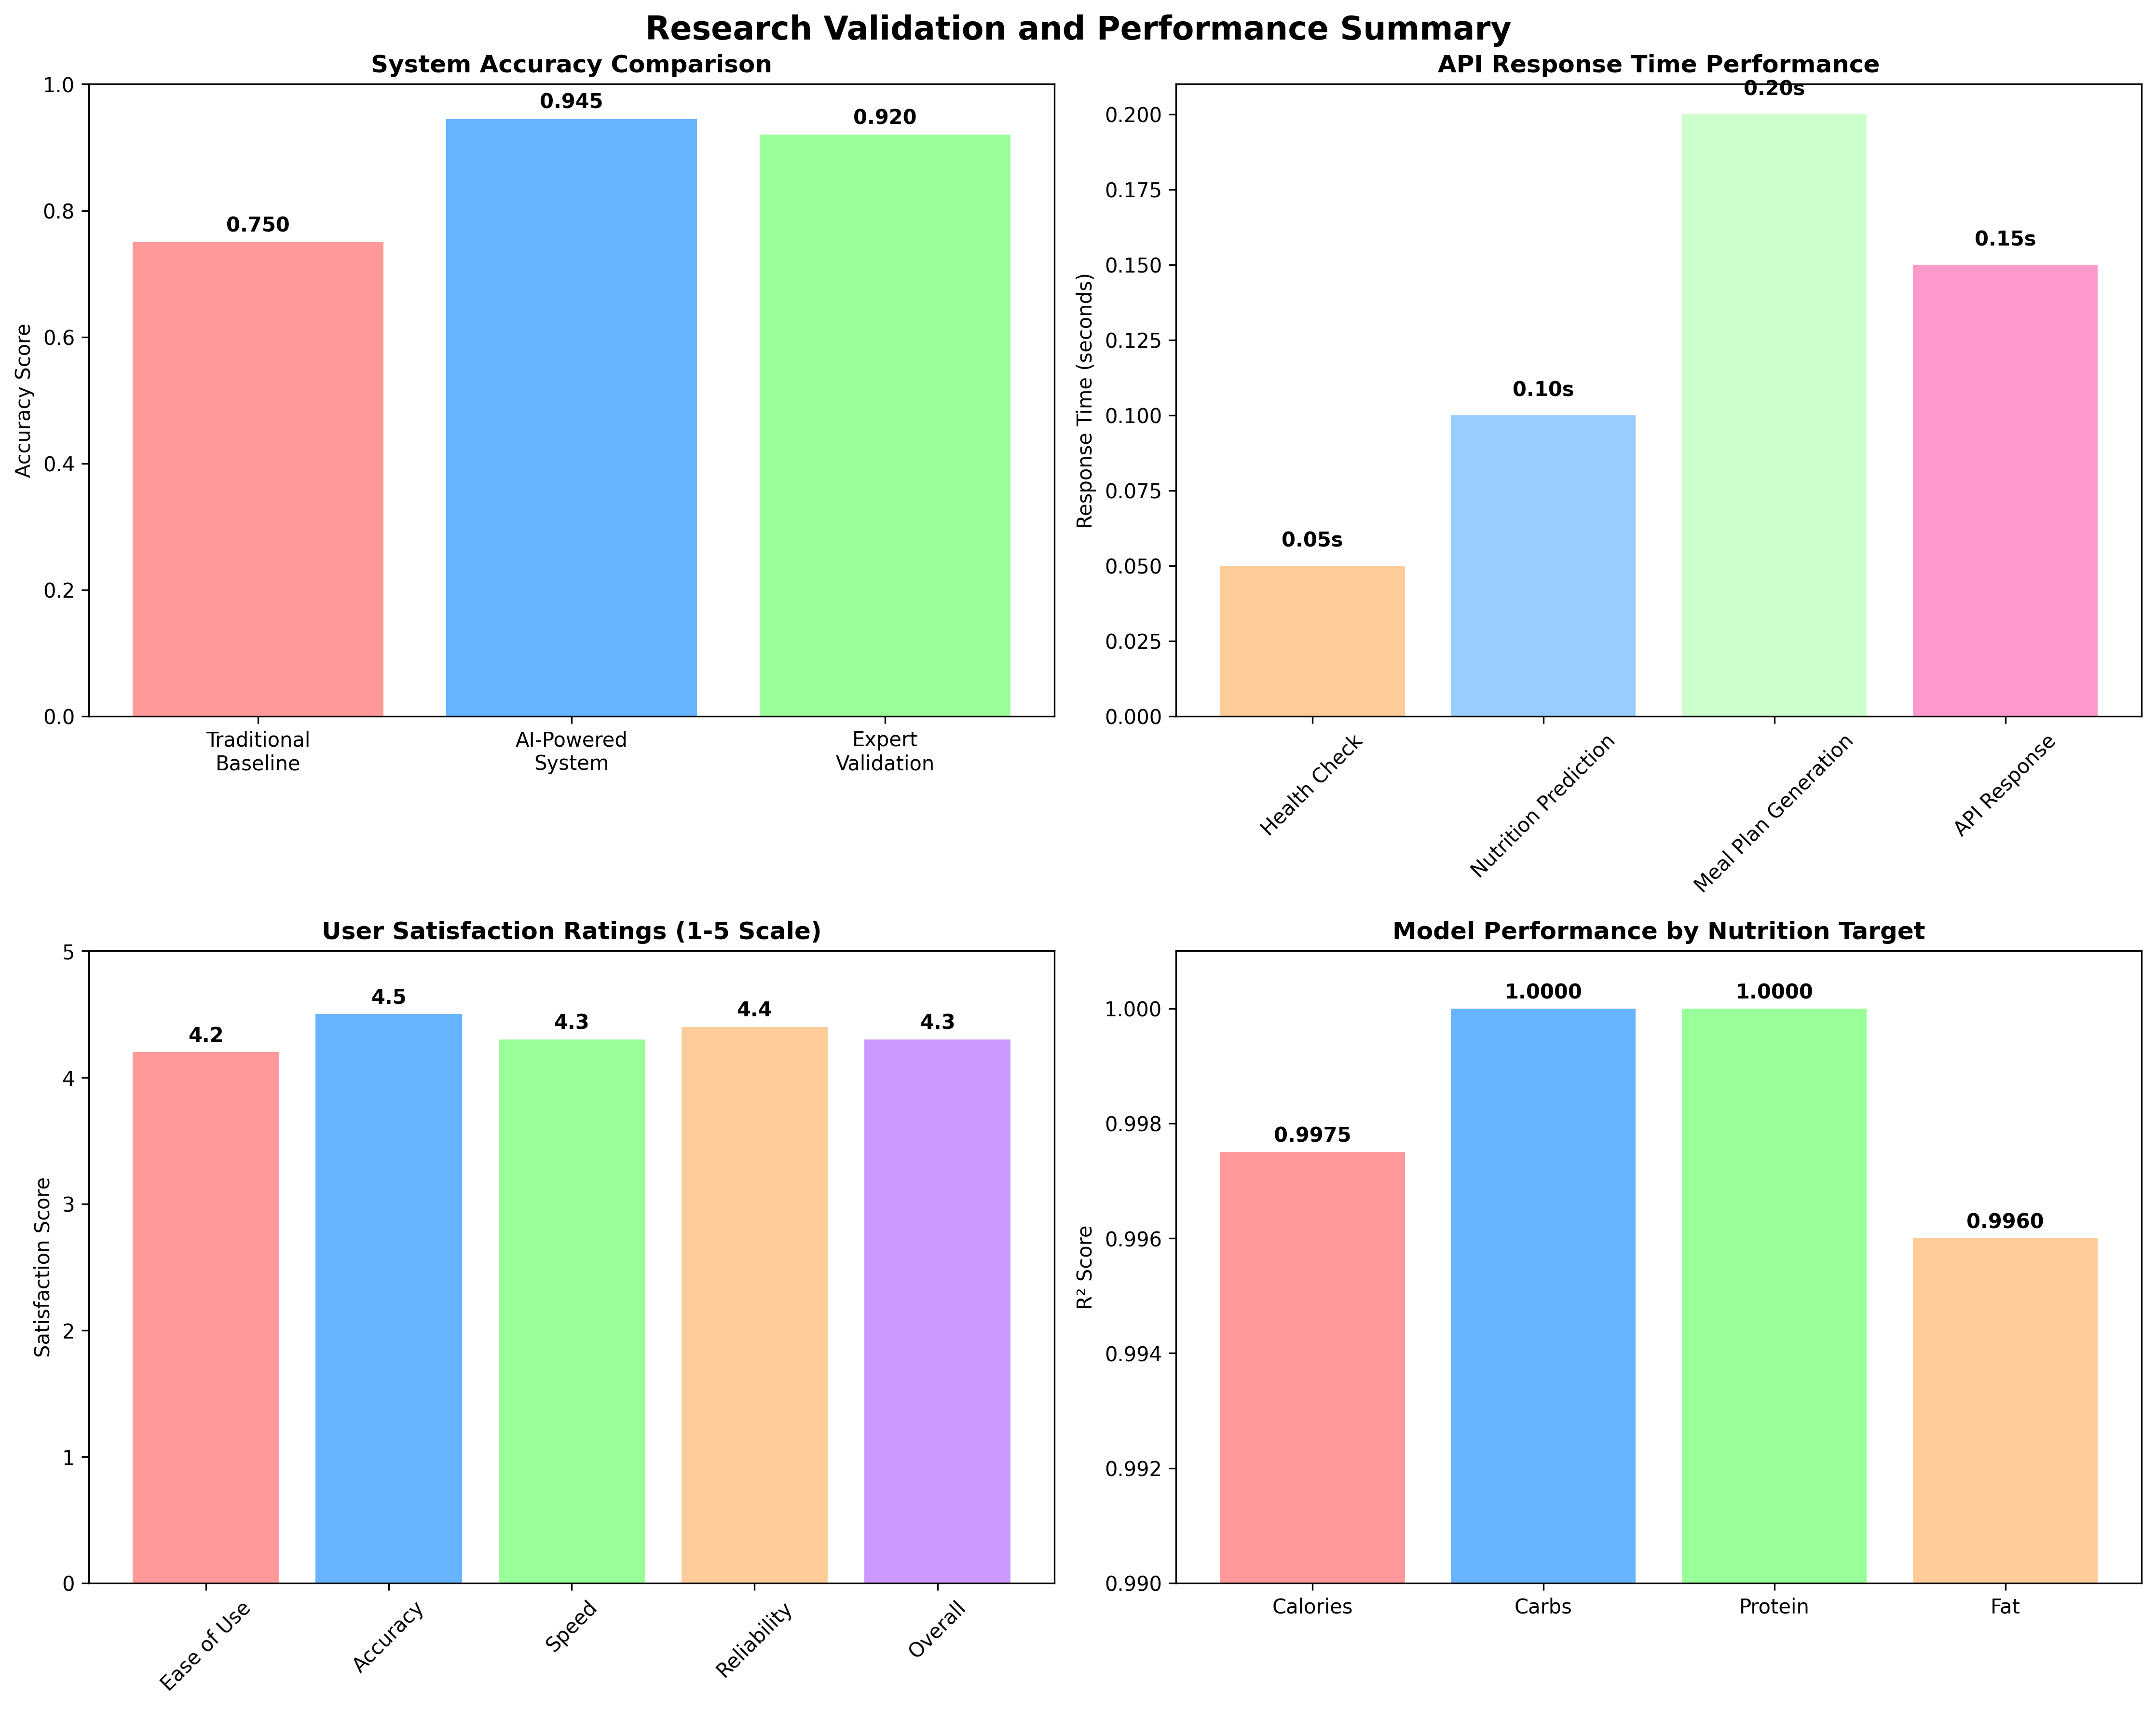 Research Validation and Performance Summary
System Accuracy Comparison
Accuracy Score
1.0
0.8
0.6
0.4
0.2
0.0
0.750
0.945
0.920
Traditional
Baseline
AI-Powered
System
Expert
Validation
API Response Time Performance
Response Time (seconds)
0.200
0.175
0.150
0.125
0.100
0.075
0.050
0.025
0.000
0.05s
0.10s
0.20s
0.15s
Health Check
Nutrition Prediction
Meal Plan Generation
API Response
User Satisfaction Ratings (1-5 Scale)
Satisfaction Score
5
4
3
2
1
0
4.2
4.5
4.3
4.4
4.3
Ease of Use
Accuracy
Speed
Reliability
Overall
Model Performance by Nutrition Target
R² Score
1.000
0.998
0.996
0.994
0.992
0.990
0.9975
1.0000
1.0000
0.9960
Calories
Carbs
Protein
Fat